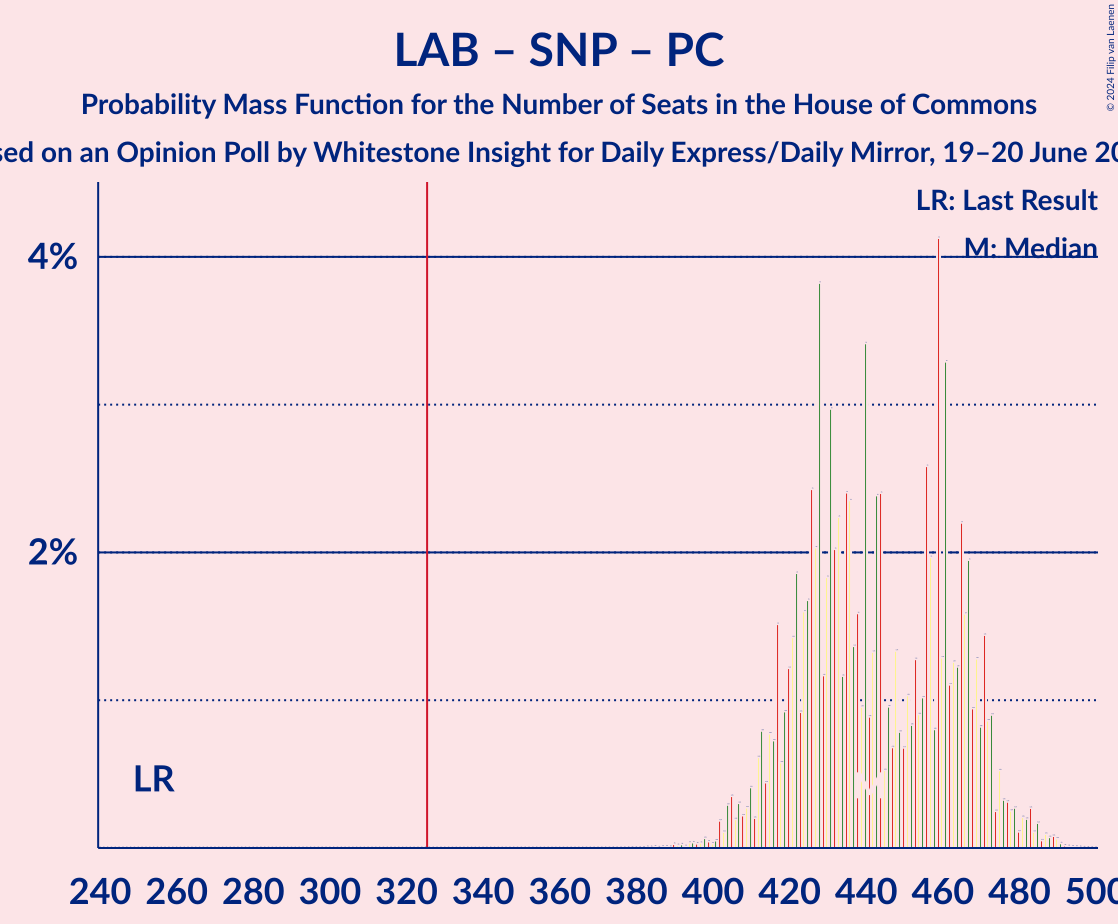 LAB – SNP – PC
Probability Mass Function for the Number of Seats in the House of Commons
sed on an Opinion Poll by Whitestone Insight for Daily Express/Daily Mirror, 19–20 June 20
© 2024 Filip van Laenen
LR: Last Result
M: Median
4%
2%
LR
240 260 280 300 320 340 360 380 400 420 440 460 480 500